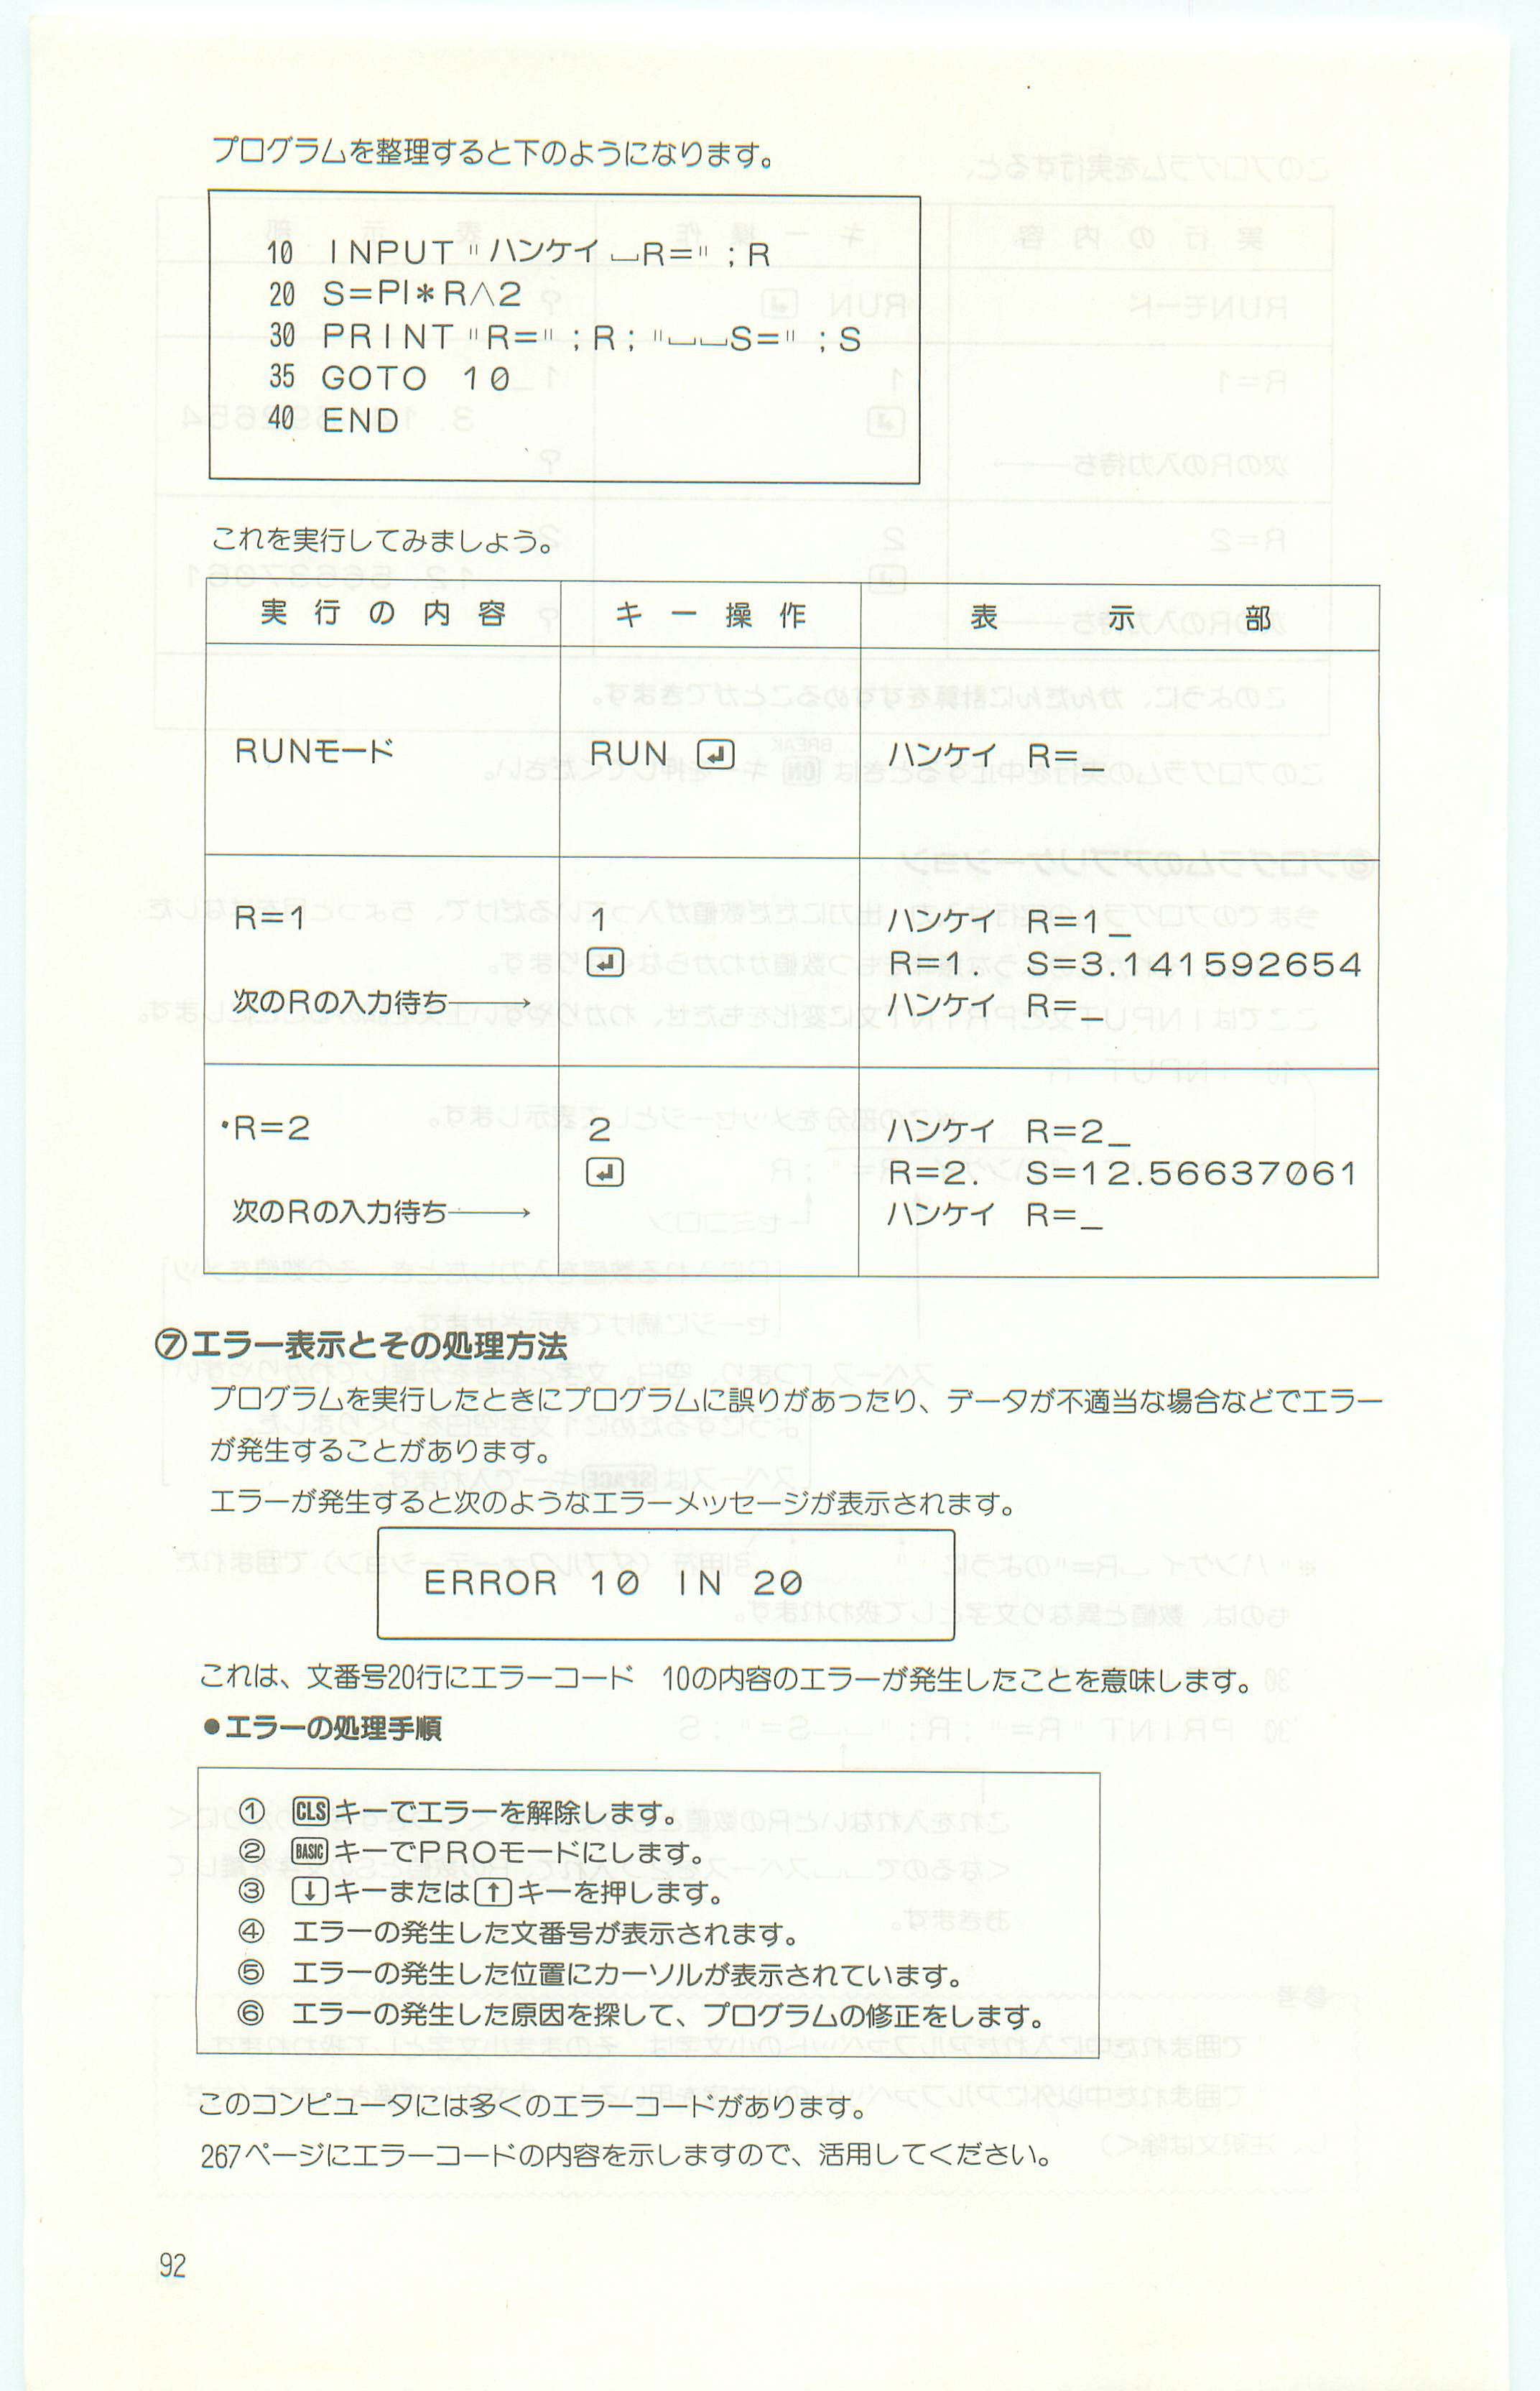 プログラムを整理すると下のようになります。
10 INPUT"ハンケイ␣R=";R
20 S=PI*R∧2
30 PRINT"R=";R;"␣␣S=";S
35 GOTO 10
40 END
これを実行してみましょう。
実行の内容 キー操作 表示部
RUNモード RUN ↵ ハンケイ R=_
R=1 1 ハンケイ R=1_
↵ R=1. S=3.141592654
次のRの入力待ち──→ ハンケイ R=_
R=2 2 ハンケイ R=2_
↵ R=2. S=12.56637061
次のRの入力待ち──→ ハンケイ R=_
⑦エラー表示とその処理方法
プログラムを実行したときにプログラムに誤りがあったり、データが不適当な場合などでエラー
が発生することがあります。
エラーが発生すると次のようなエラーメッセージが表示されます。
ERROR 10 IN 20
これは、文番号20行にエラーコード 10の内容のエラーが発生したことを意味します。
●エラーの処理手順
① CLSキーでエラーを解除します。
② BASICキーでPROモードにします。
③ ↓キーまたは↑キーを押します。
④ エラーの発生した文番号が表示されます。
⑤ エラーの発生した位置にカーソルが表示されています。
⑥ エラーの発生した原因を探して、プログラムの修正をします。
このコンピュータには多くのエラーコードがあります。
267ページにエラーコードの内容を示しますので、活用してください。
92